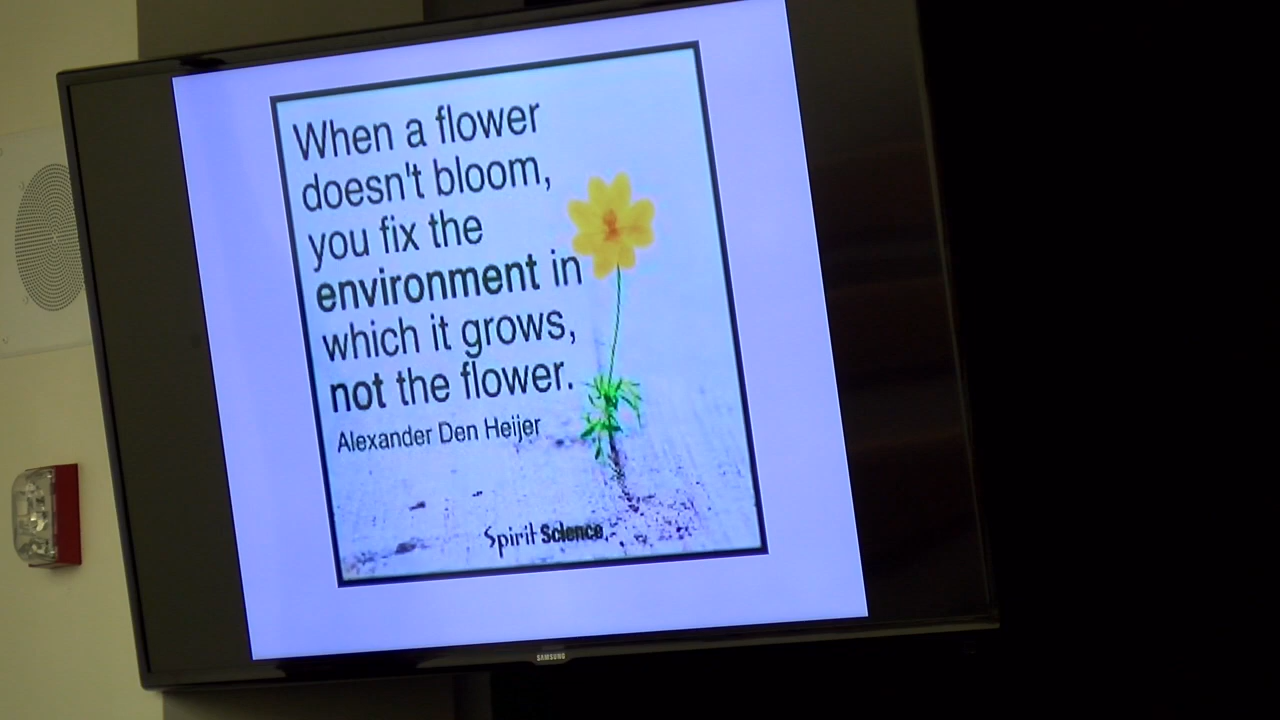 When a flower
doesn't bloom,
you fix the
environment in
which it grows,
not the flower.
Alexander Den Heijer
Spirit Science
SAMSUNG